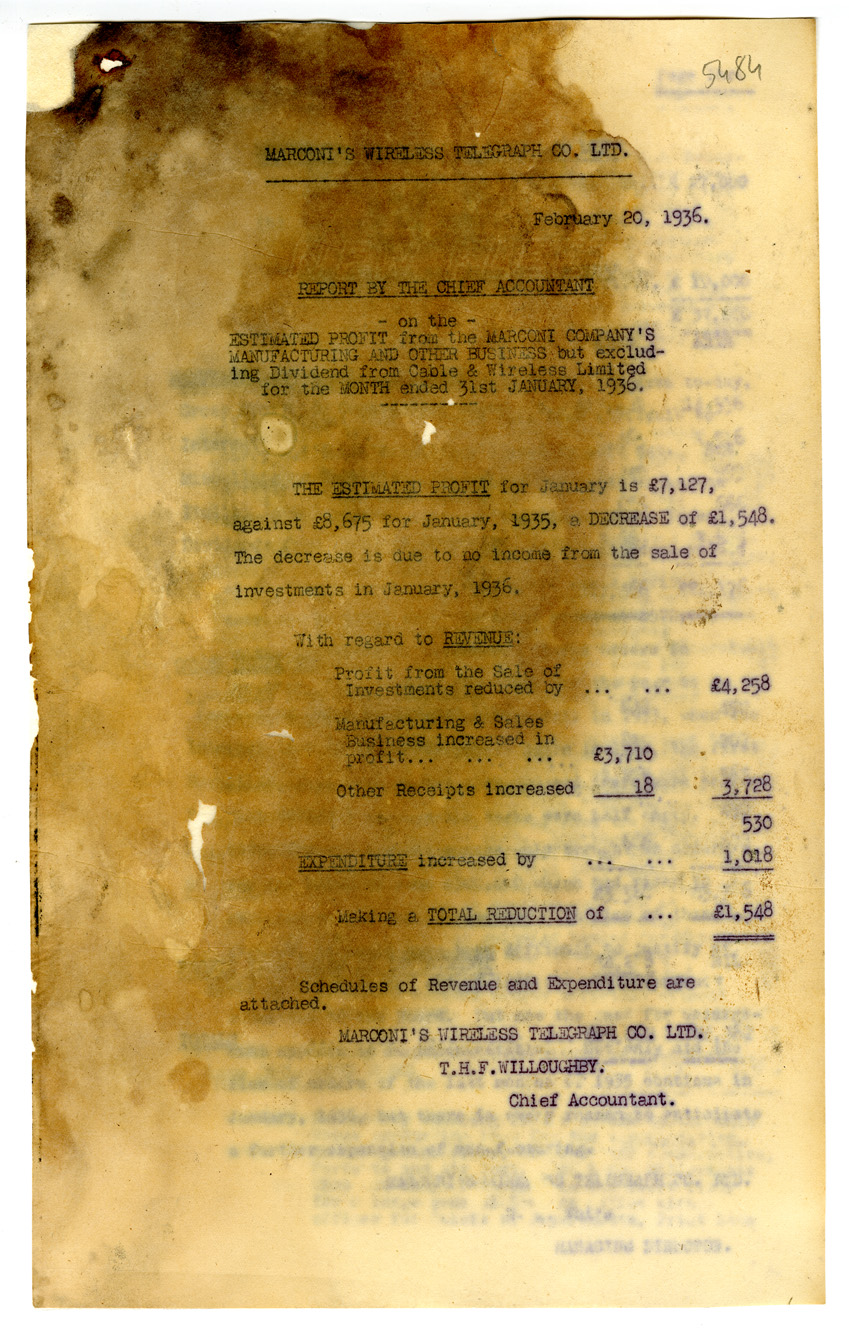 5484
MARCONI'S WIRELESS TELEGRAPH CO. LTD.
February 20, 1936.
REPORT BY THE CHIEF ACCOUNTANT
- on the -
ESTIMATED PROFIT from the MARCONI COMPANY'S
MANUFACTURING AND OTHER BUSINESS but exclud-
ing Dividend from Cable & Wireless Limited
for the MONTH ended 31st JANUARY, 1936.
THE ESTIMATED PROFIT for January is £7,127,
against £8,675 for January, 1935, a DECREASE of £1,548.
The decrease is due to no income from the sale of
investments in January, 1936.
With regard to REVENUE:
Profit from the Sale of
Investments reduced by ... ... £4,258
Manufacturing & Sales
Business increased in
profit... ... ... £3,710
Other Receipts increased 18 3,728
530
EXPENDITURE increased by ... ... 1,018
Making a TOTAL REDUCTION of ... £1,548
Schedules of Revenue and Expenditure are
attached.
MARCONI'S WIRELESS TELEGRAPH CO. LTD.
T.H.F.WILLOUGHBY.
Chief Accountant.
MANAGING DIRECTOR.